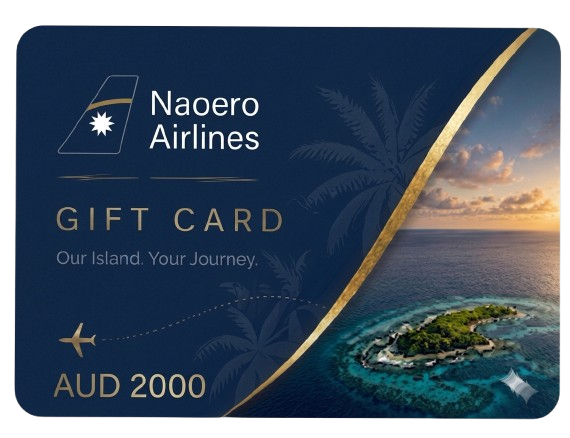 Naoero
Airlines
GIFT CARD
Our Island. Your Journey.
AUD 2000